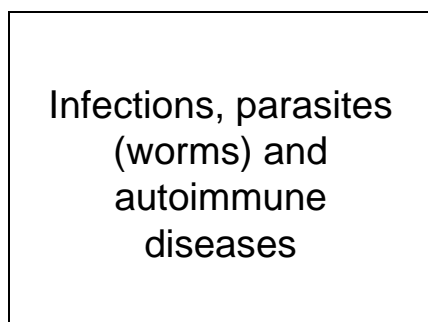 Infections, parasites
(worms) and
autoimmune
diseases